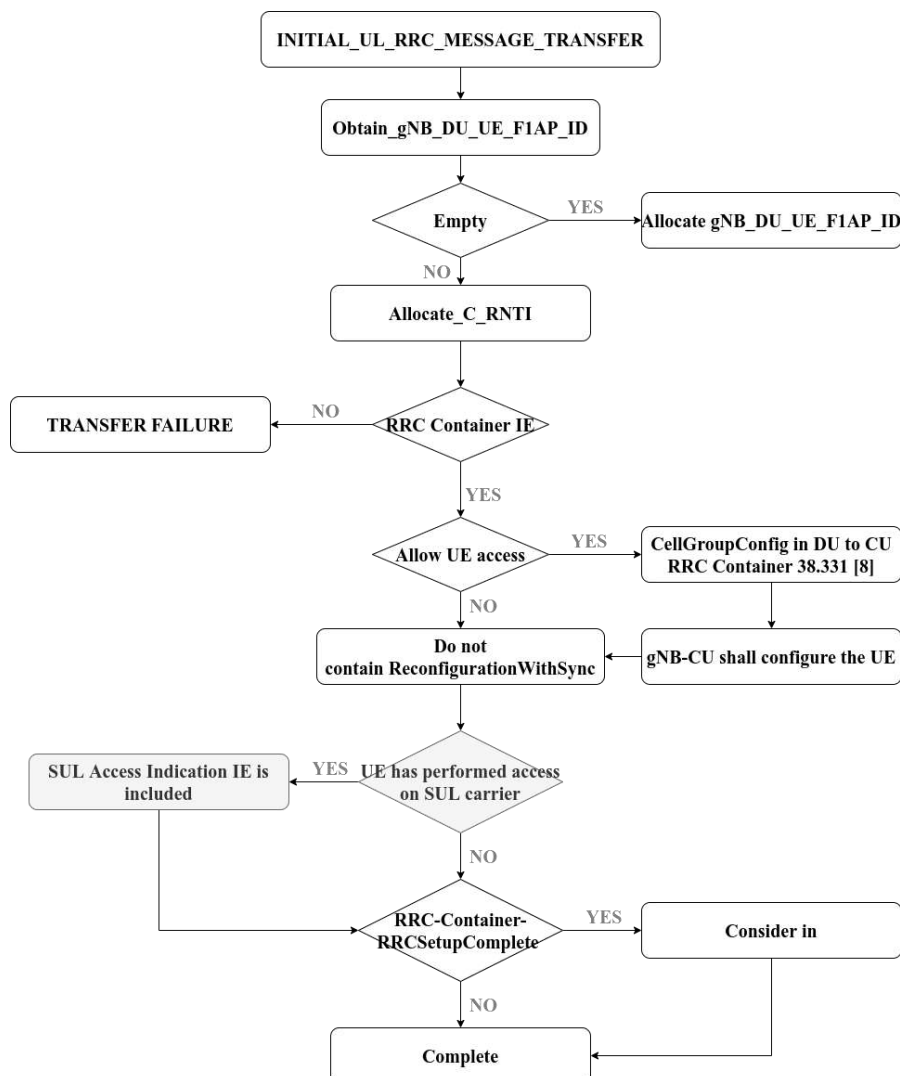 INITIAL_UL_RRC_MESSAGE_TRANSFER
Obtain_gNB_DU_UE_F1AP_ID
Empty
YES
Allocate gNB_DU_UE_F1AP_ID
NO
Allocate_C_RNTI
TRANSFER FAILURE
NO
RRC Container IE
YES
Allow UE access
YES
CellGroupConfig in DU to CU
RRC Container 38.331 [8]
NO
Do not
contain ReconfigurationWithSync
gNB-CU shall configure the UE
SUL Access Indication IE is
included
YES
UE has performed access
on SUL carrier
NO
RRC-Container-
RRCSetupComplete
YES
Consider in
NO
Complete